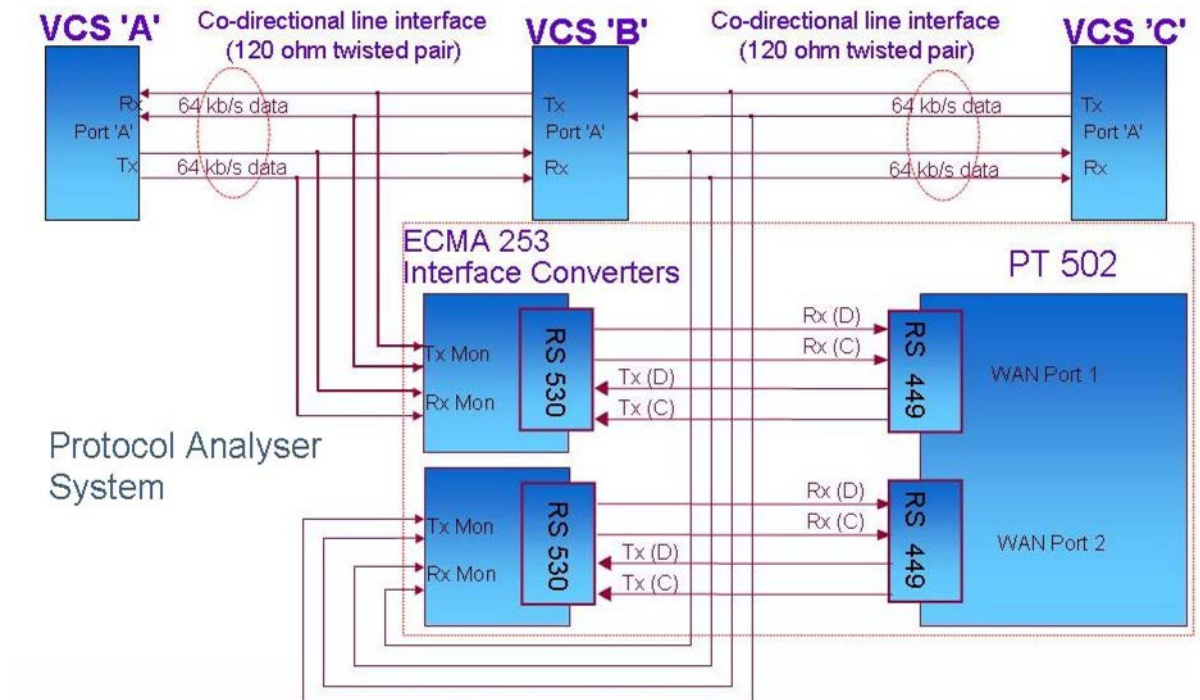 VCS 'A'
Co-directional line interface
(120 ohm twisted pair)
VCS 'B'
Co-directional line interface
(120 ohm twisted pair)
VCS 'C'
Rx
64 kb/s data
Port 'A'
Tx
64 kb/s data
Tx
Port 'A'
Rx
64 kb/s data
64 kb/s data
Tx
Port 'A'
Rx
ECMA 253
Interface Converters
PT 502
Tx Mon
Rx Mon
RS 530
Rx (D)
Rx (C)
Tx (D)
Tx (C)
RS 449
WAN Port 1
Protocol Analyser
System
Tx Mon
Rx Mon
RS 530
Rx (D)
Rx (C)
Tx (D)
Tx (C)
RS 449
WAN Port 2